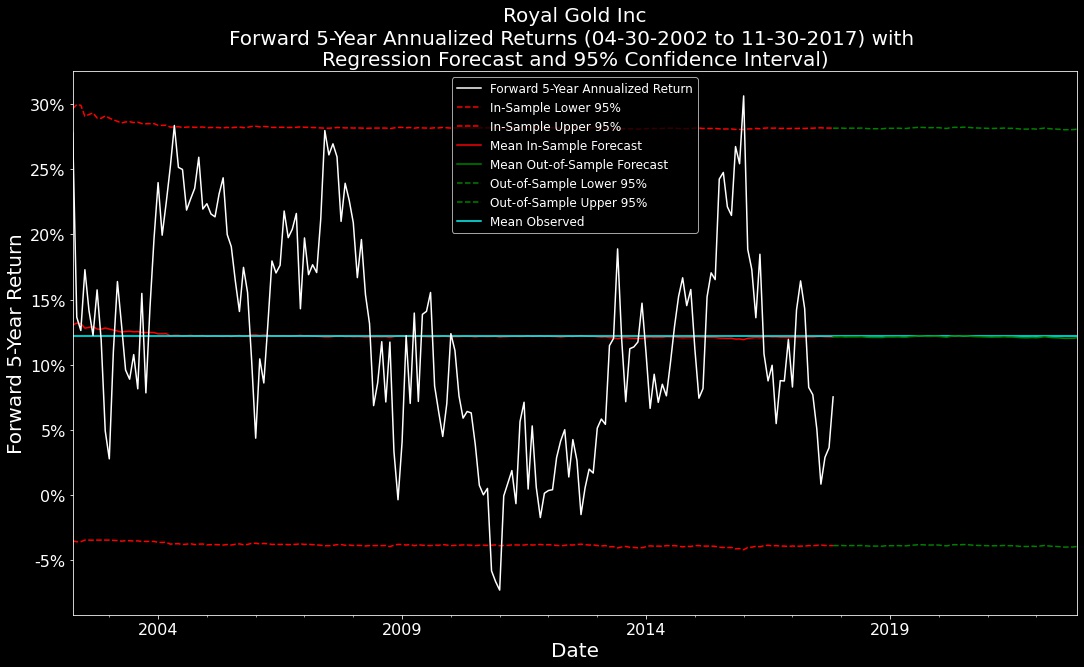 Royal Gold Inc
Forward 5-Year Annualized Returns (04-30-2002 to 11-30-2017) with
Regression Forecast and 95% Confidence Interval)
Forward 5-Year Annualized Return
In-Sample Lower 95%
In-Sample Upper 95%
Mean In-Sample Forecast
Mean Out-of-Sample Forecast
Out-of-Sample Lower 95%
Out-of-Sample Upper 95%
Mean Observed
Forward 5-Year Return
30%
25%
20%
15%
10%
5%
0%
-5%
2004
2009
2014
2019
Date